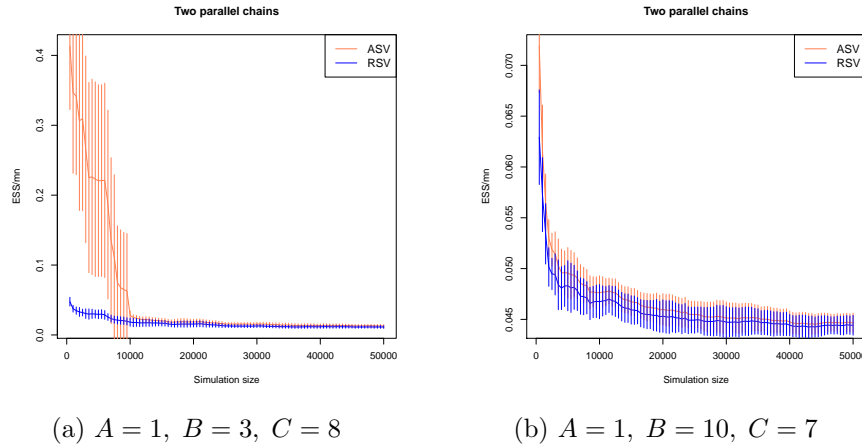 Two parallel chains
ASV
RSV
ESS/mn
0.4
0.3
0.2
0.1
0.0
0 10000 20000 30000 40000 50000
Simulation size
(a) A = 1, B = 3, C = 8
Two parallel chains
ASV
RSV
ESS/mn
0.070
0.065
0.060
0.055
0.050
0.045
0 10000 20000 30000 40000 50000
Simulation size
(b) A = 1, B = 10, C = 7